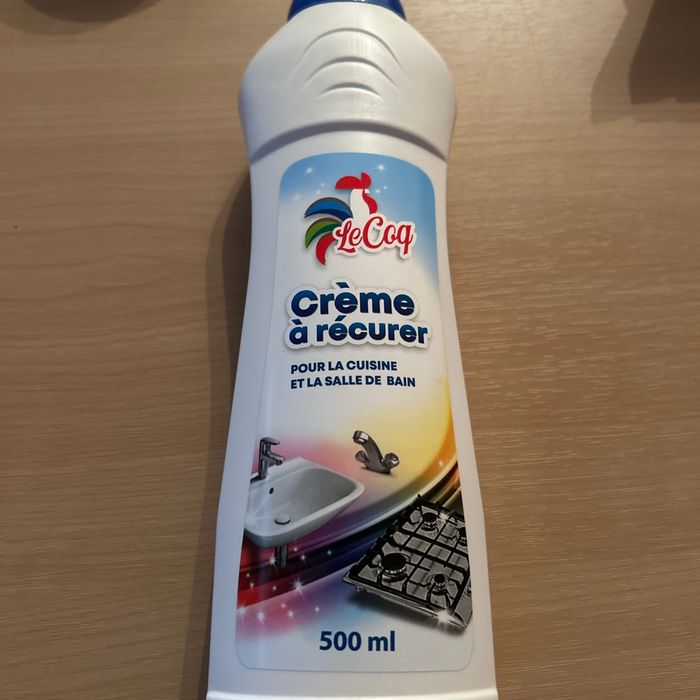 LeCoq
Crème
à récurer
POUR LA CUISINE
ET LA SALLE DE BAIN
500 ml